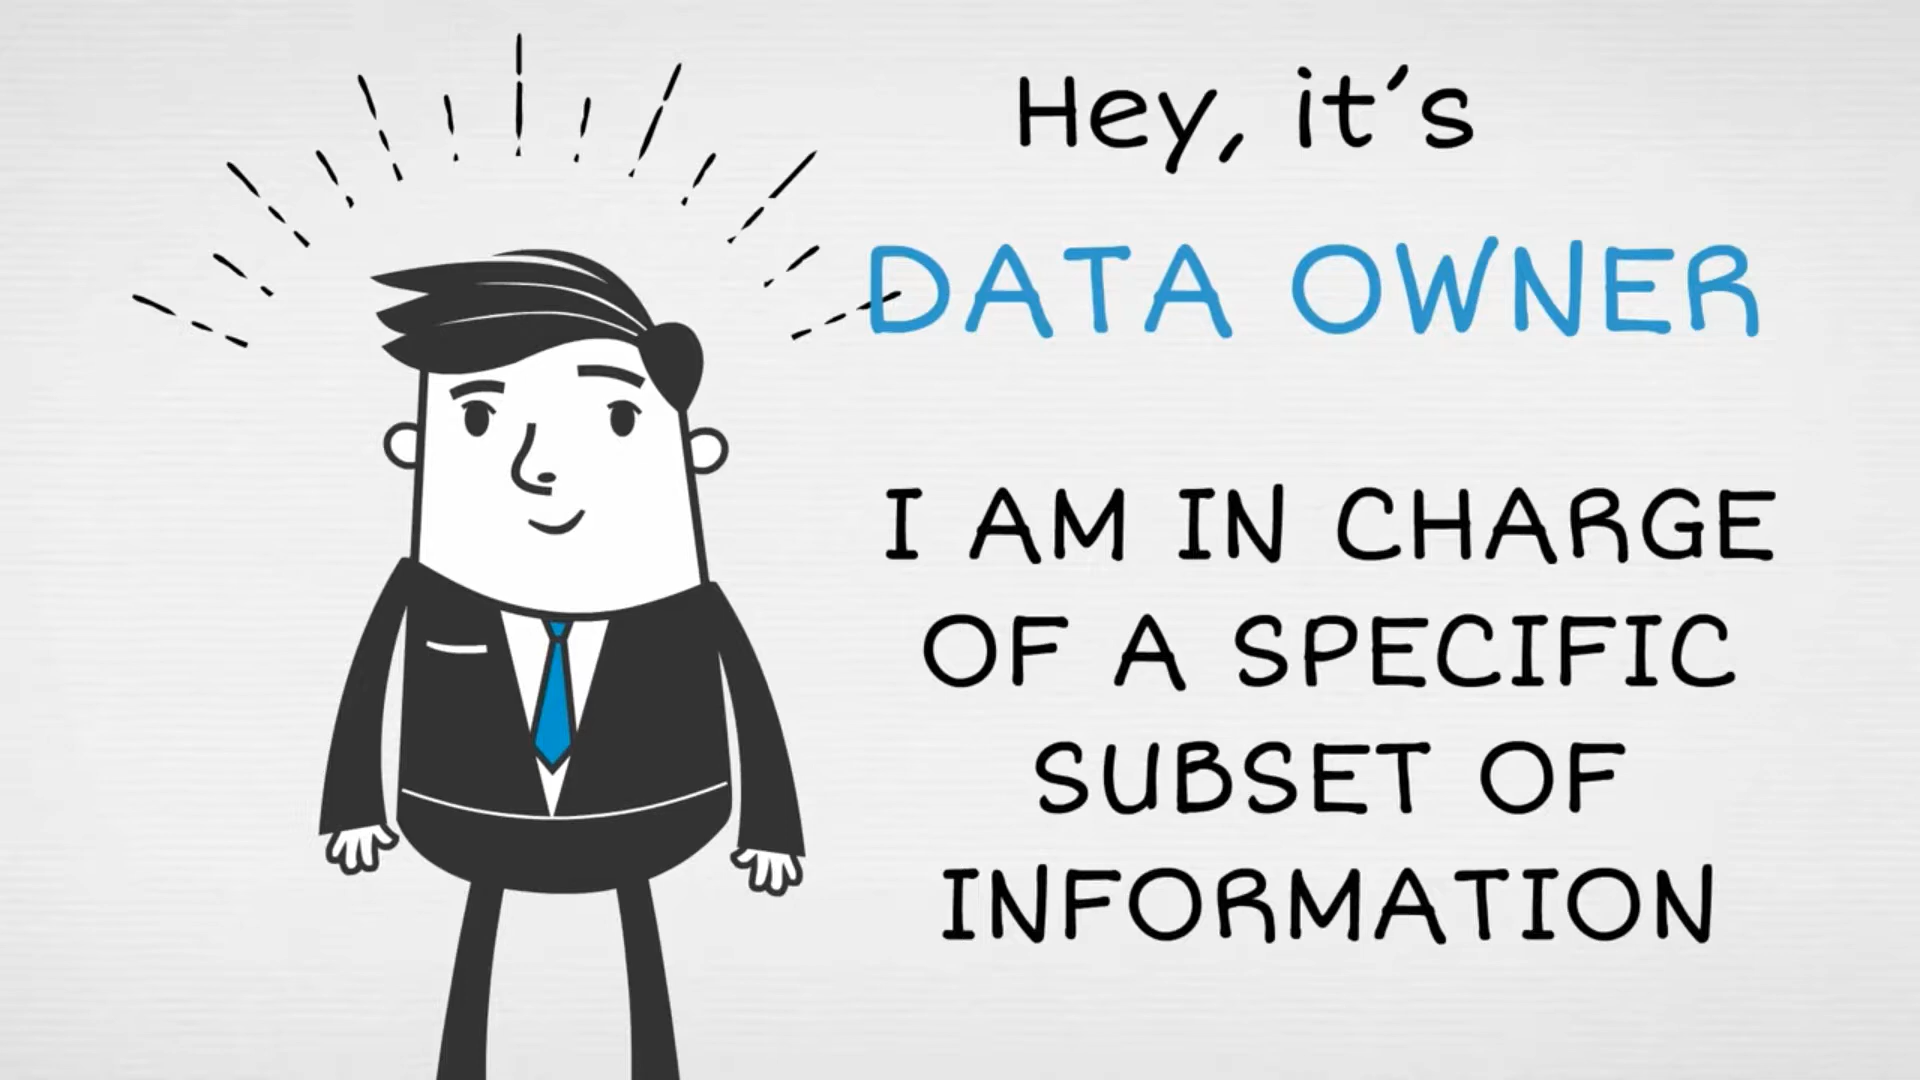 Hey, it's
DATA OWNER
I AM IN CHARGE
OF A SPECIFIC
SUBSET OF
INFORMATION